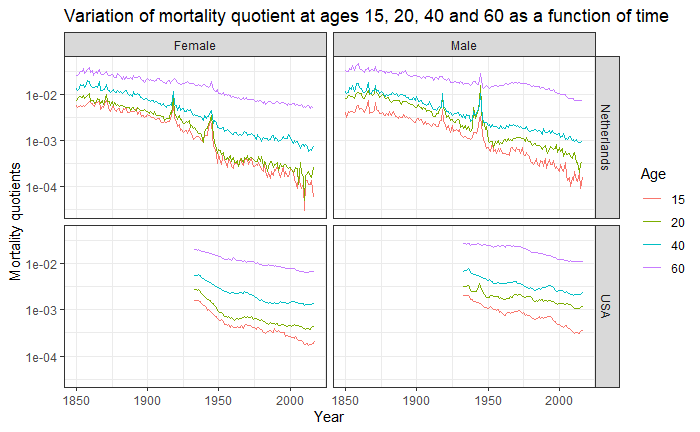 Variation of mortality quotient at ages 15, 20, 40 and 60 as a function of time
Female
Male
1e-02
1e-03
1e-04
Netherlands
1e-02
1e-03
1e-04
USA
Mortality quotients
1850
1900
1950
2000
1850
1900
1950
2000
Year
Age
15
20
40
60